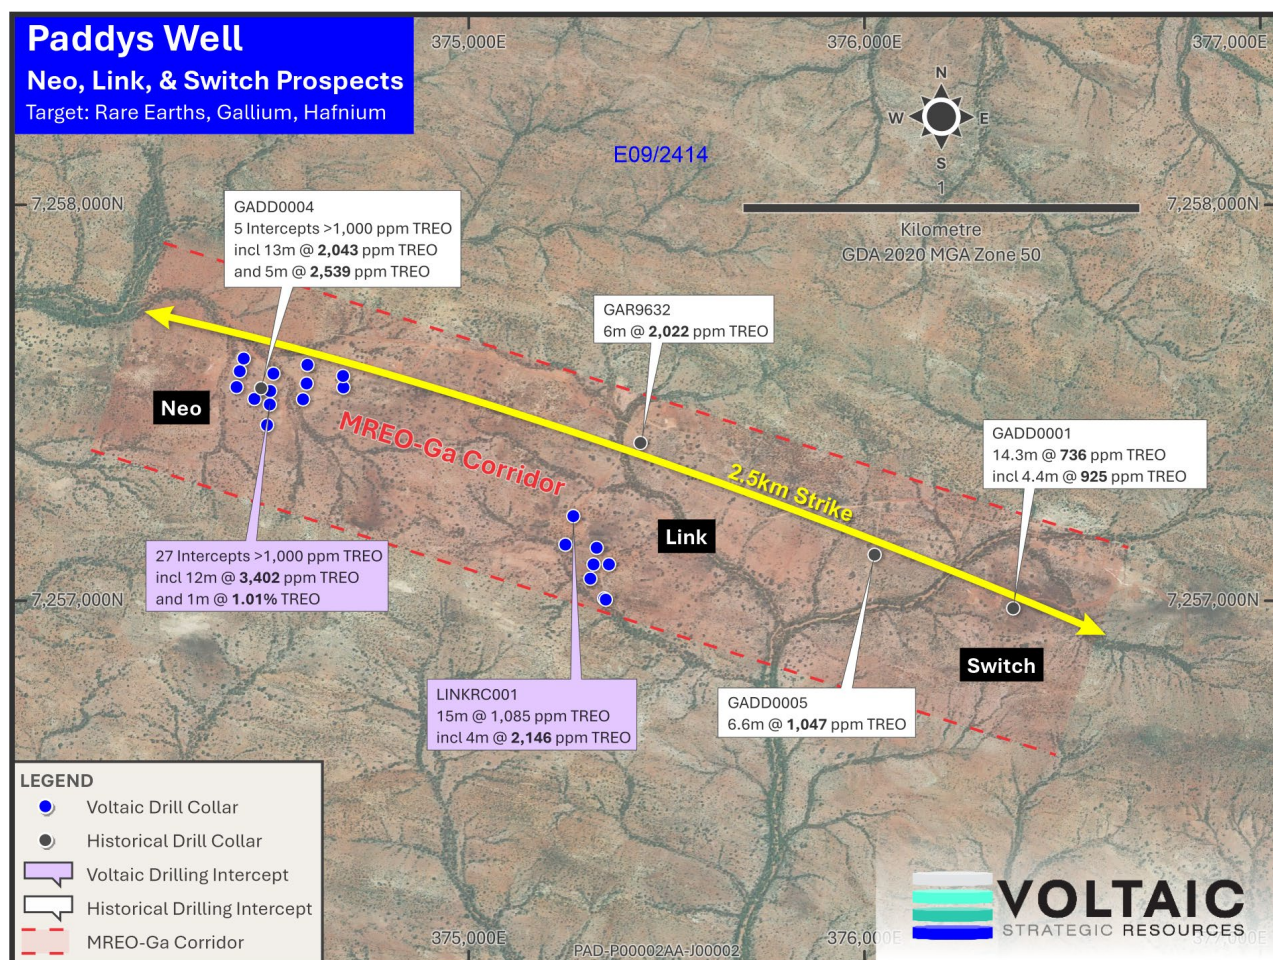 Paddys Well
Neo, Link, & Switch Prospects
Target: Rare Earths, Gallium, Hafnium
375,000E
376,000E
377,000E
N
W
E
S
E09/2414
1
Kilometre
GDA 2020 MGA Zone 50
7,258,000N
7,258,000N
GADD0004
5 Intercepts >1,000 ppm TREO
incl 13m @ 2,043 ppm TREO
and 5m @ 2,539 ppm TREO
GAR9632
6m @ 2,022 ppm TREO
Neo
MREO-Ga Corridor
2.5km Strike
GADD0001
14.3m @ 736 ppm TREO
incl 4.4m @ 925 ppm TREO
Link
27 Intercepts >1,000 ppm TREO
incl 12m @ 3,402 ppm TREO
and 1m @ 1.01% TREO
7,257,000N
7,257,000N
Switch
LINKRC001
15m @ 1,085 ppm TREO
incl 4m @ 2,146 ppm TREO
GADD0005
6.6m @ 1,047 ppm TREO
LEGEND
Voltaic Drill Collar
Historical Drill Collar
Voltaic Drilling Intercept
Historical Drilling Intercept
MREO-Ga Corridor
375,000E
PAD-P00002AA-J00002
376,000E
377,000E
VOLTAIC
STRATEGIC RESOURCES